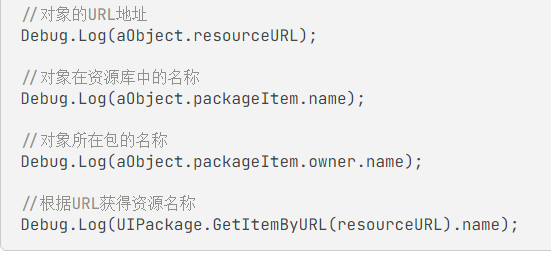 //对象的URL地址
Debug.Log(aObject.resourceURL);
//对象在资源库中的名称
Debug.Log(aObject.packageItem.name);
//对象所在包的名称
Debug.Log(aObject.packageItem.owner.name);
//根据URL获得资源名称
Debug.Log(UIPackage.GetItemByURL(resourceURL).name);